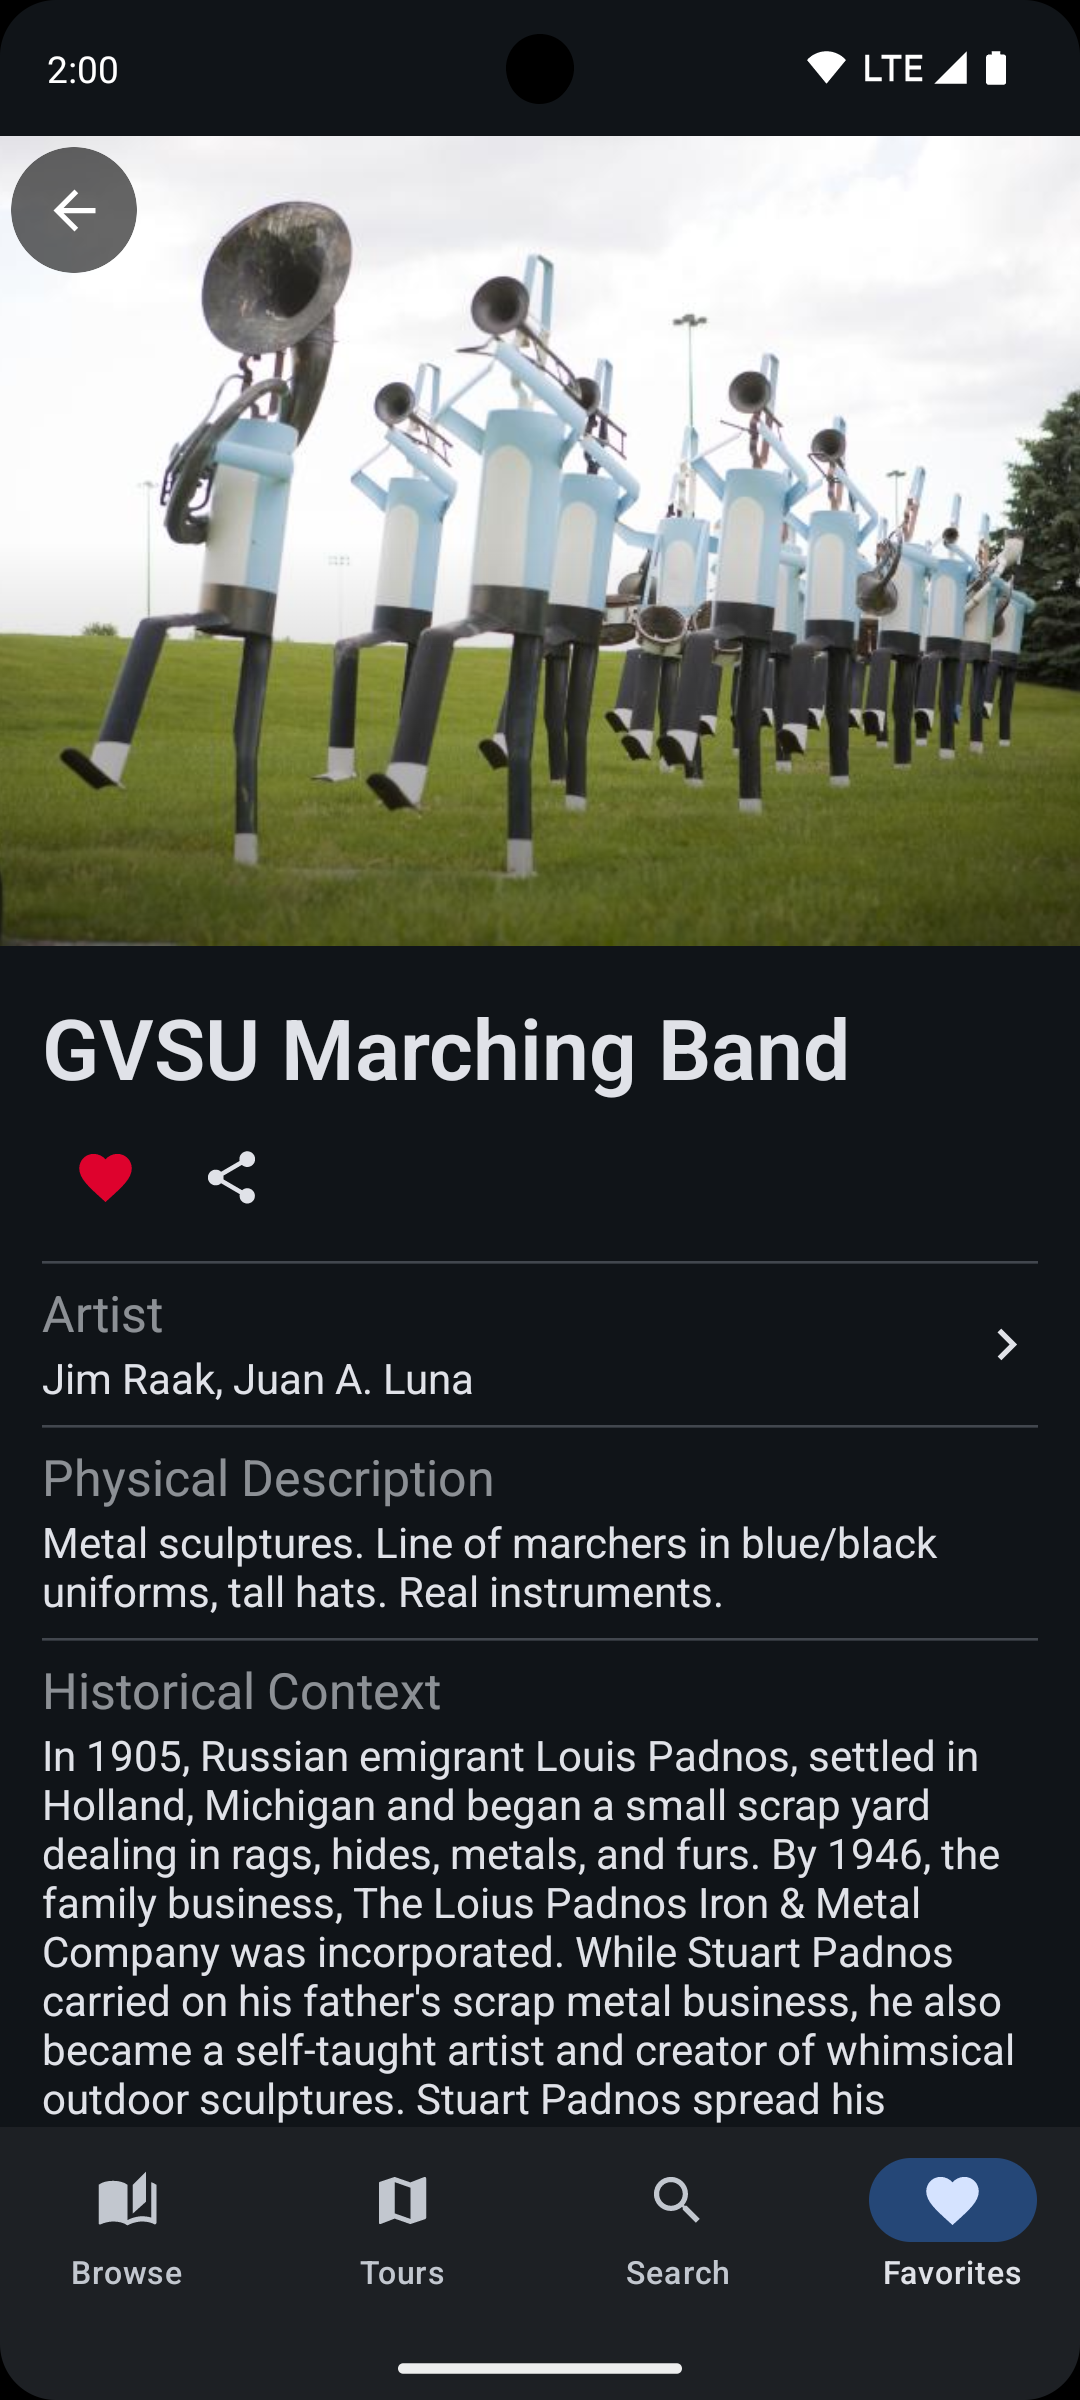 2:00
LTE
GVSU Marching Band
Artist
Jim Raak, Juan A. Luna
Physical Description
Metal sculptures. Line of marchers in blue/black
uniforms, tall hats. Real instruments.
Historical Context
In 1905, Russian emigrant Louis Padnos, settled in
Holland, Michigan and began a small scrap yard
dealing in rags, hides, metals, and furs. By 1946, the
family business, The Loius Padnos Iron & Metal
Company was incorporated. While Stuart Padnos
carried on his father's scrap metal business, he also
became a self-taught artist and creator of whimsical
outdoor sculptures. Stuart Padnos spread his
Browse
Tours
Search
Favorites